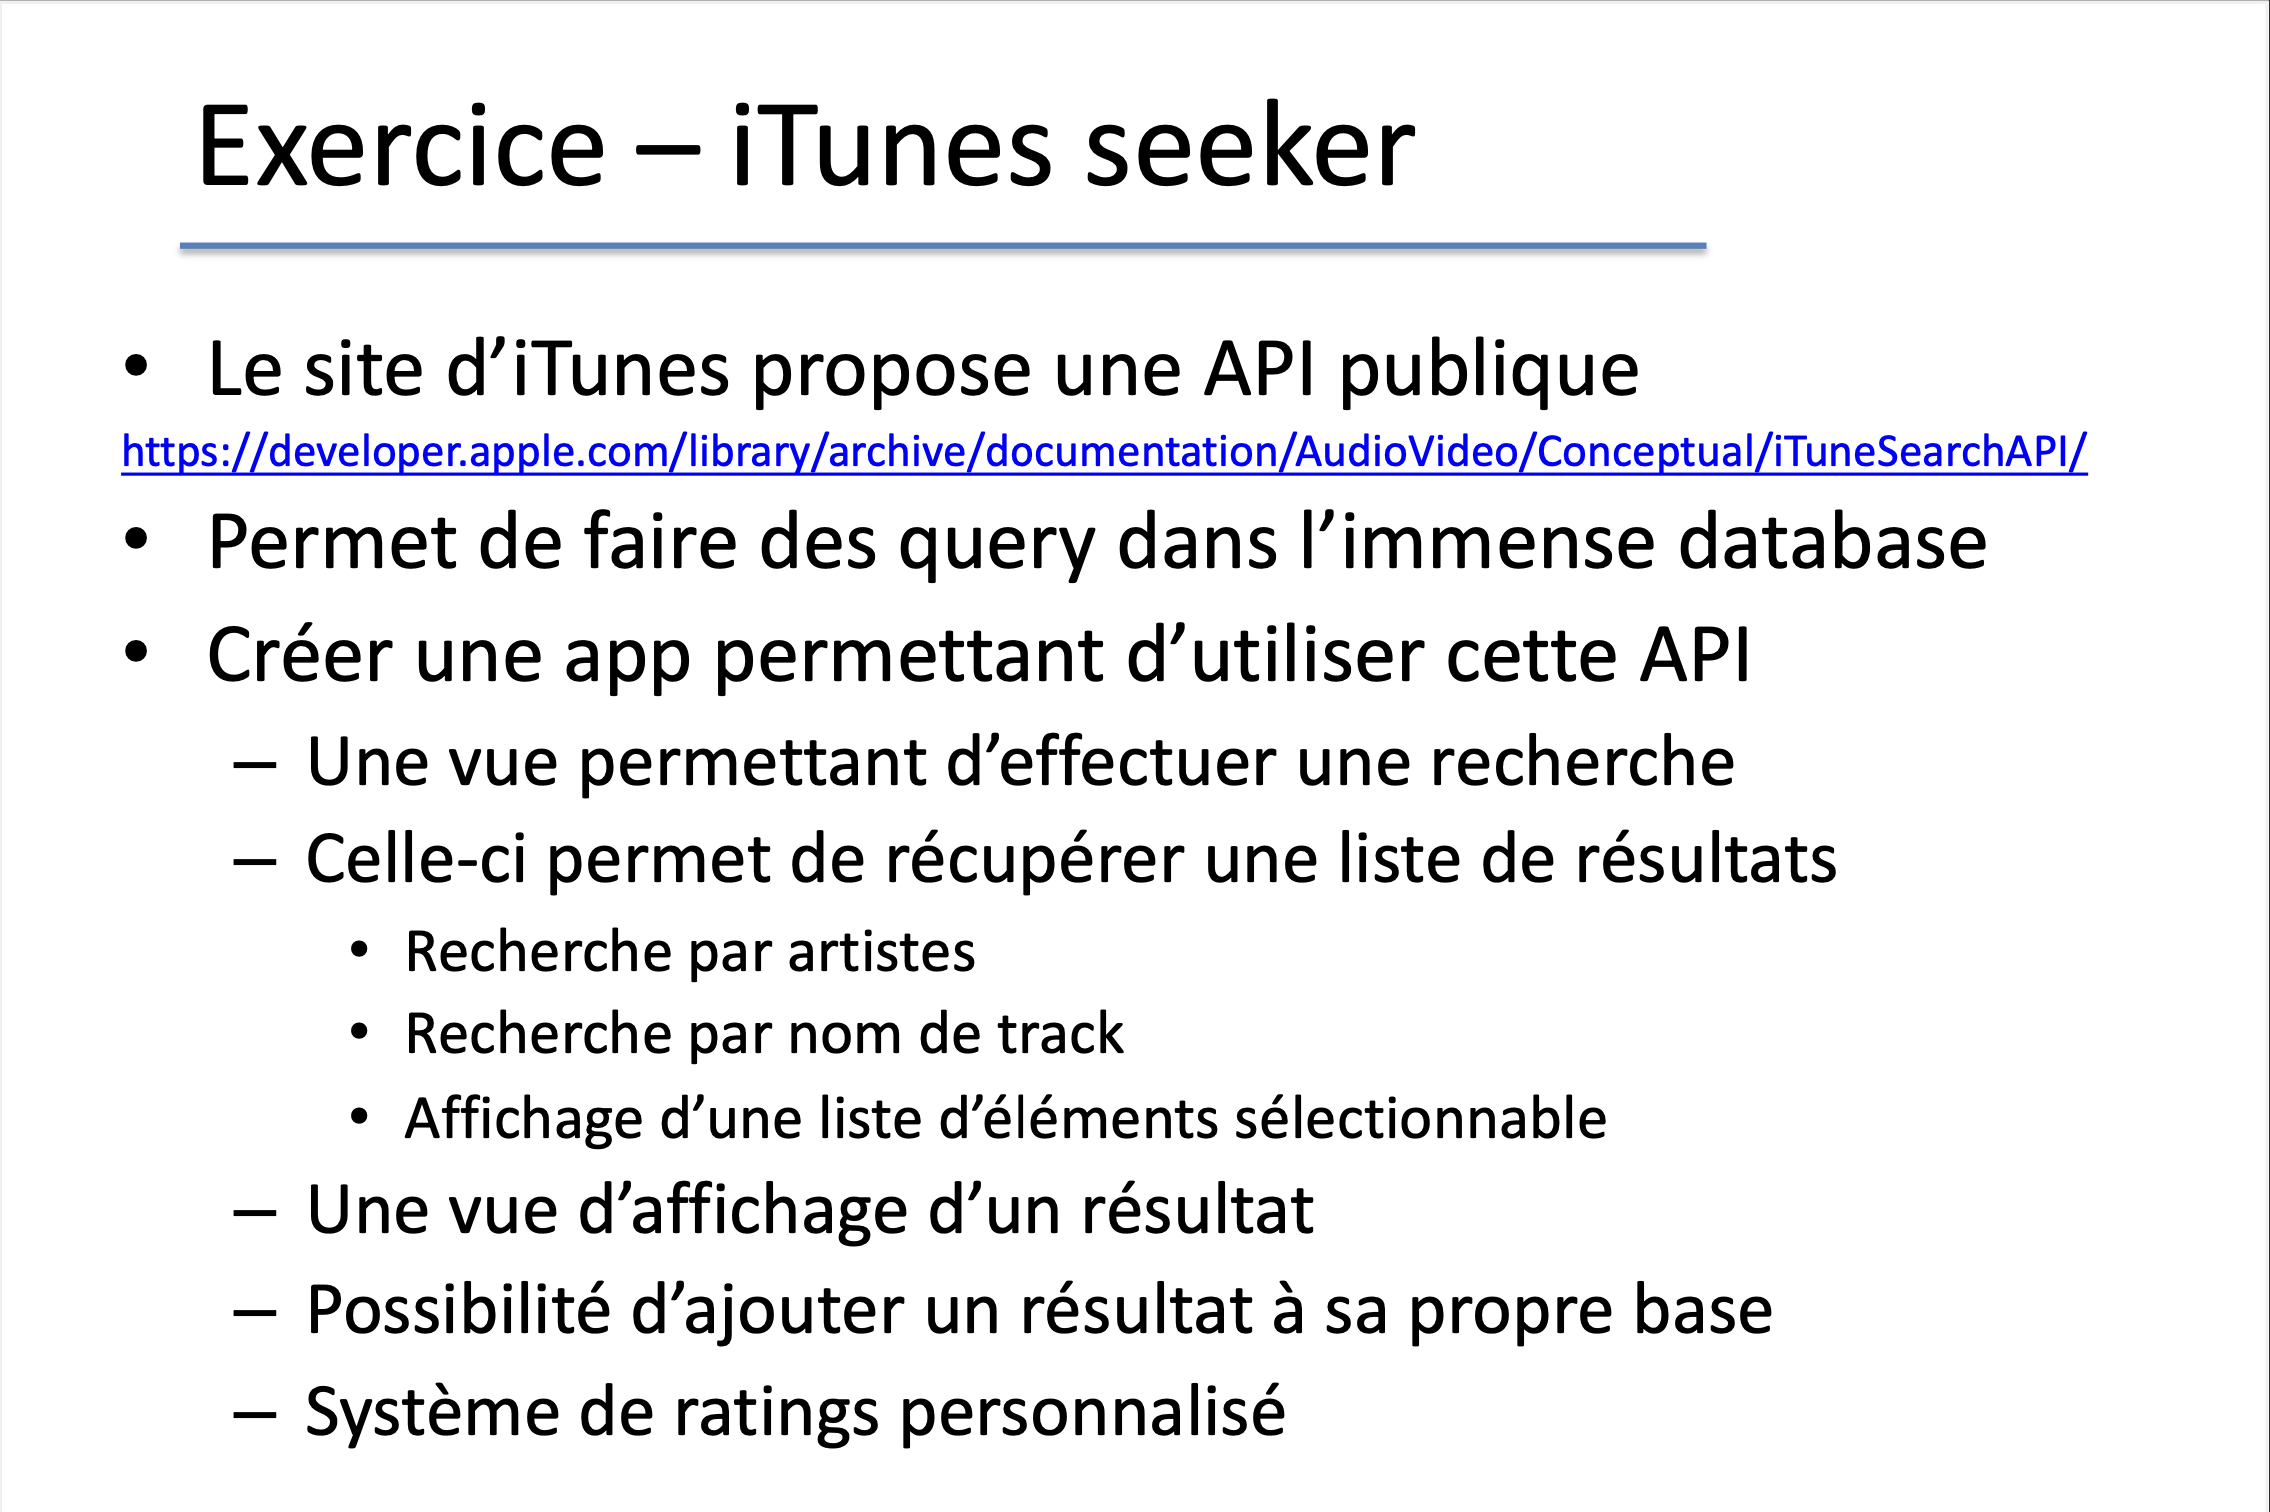 Exercice – iTunes seeker
• Le site d’iTunes propose une API publique
https://developer.apple.com/library/archive/documentation/AudioVideo/Conceptual/iTuneSearchAPI/
• Permet de faire des query dans l’immense database
• Créer une app permettant d’utiliser cette API
– Une vue permettant d’effectuer une recherche
– Celle-ci permet de récupérer une liste de résultats
• Recherche par artistes
• Recherche par nom de track
• Affichage d’une liste d’éléments sélectionnable
– Une vue d’affichage d’un résultat
– Possibilité d’ajouter un résultat à sa propre base
– Système de ratings personnalisé